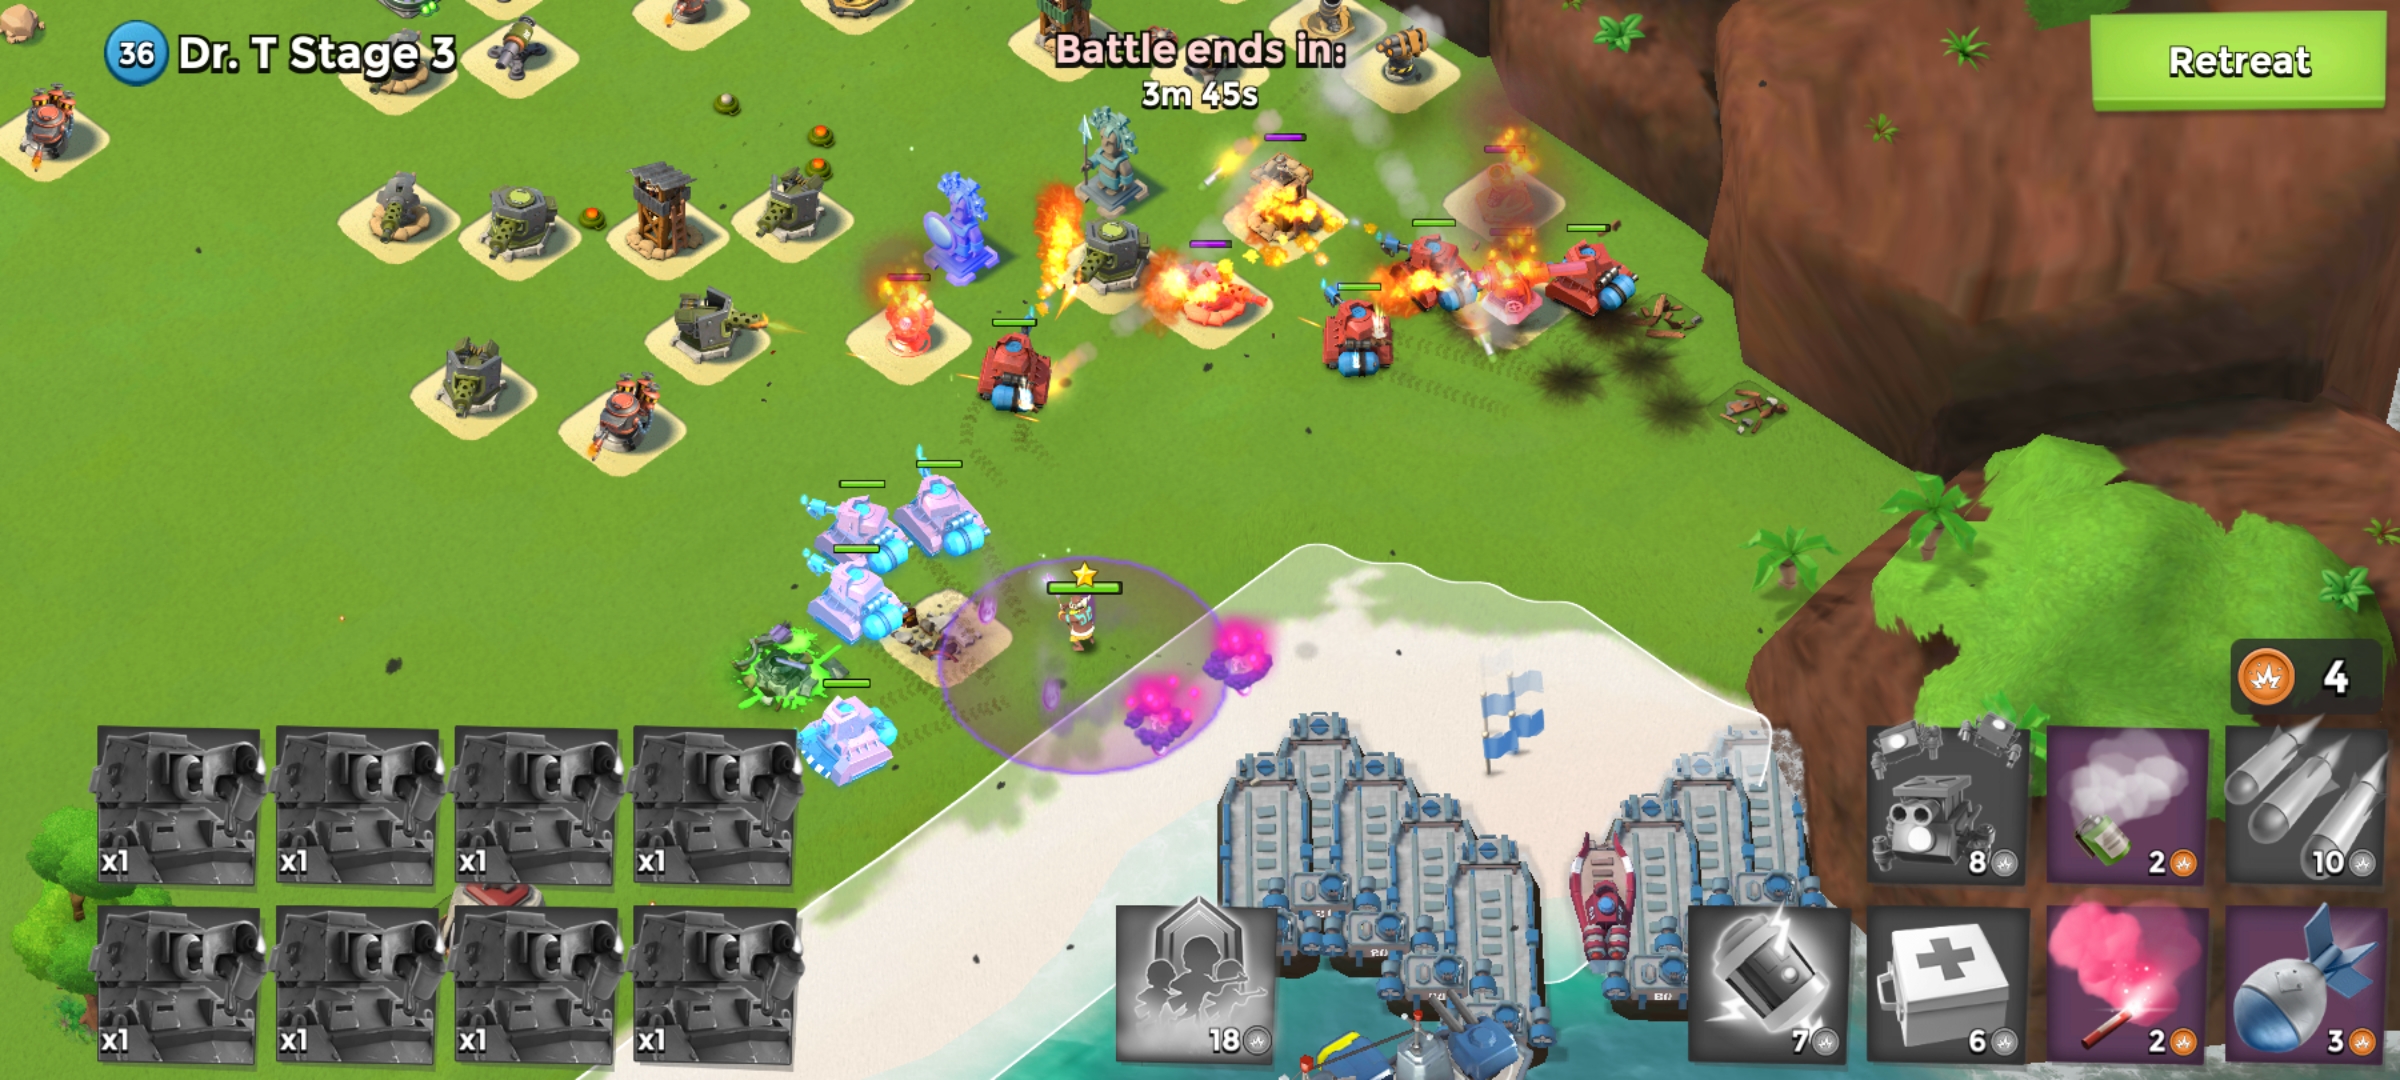 36 Dr. T Stage 3
Battle ends in:
3m 45s
Retreat
4
x1 x1 x1 x1
8 2 10
x1 x1 x1 x1
18 7 6 2 3